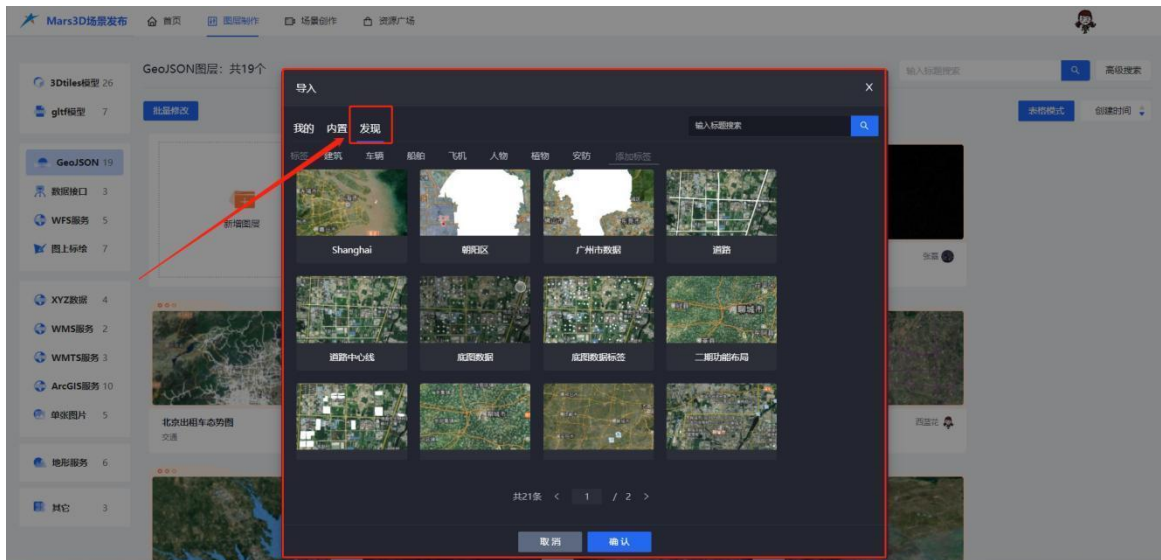 Mars3D场景发布 首页 图层制作 场景创作 资源广场
GeoJSON图层：共19个
输入标题搜索 高级搜索
批量修改 表格模式 创建时间
3Dtiles模型 26
gltf模型 7
GeoJSON 19
数据接口 3
WFS服务 5
图上标绘 7
XYZ数据 4
WMS服务 2
WMTS服务 3
ArcGIS服务 10
单张图片 5
地形服务 6
其它 3
新增图层
北京出租车态势图
交通
张磊
西蓝花
导入 X
我的 内置 发现
输入标题搜索
标签 建筑 车辆 船舶 飞机 人物 植物 安防 添加标签
Shanghai 朝阳区 广州市数据 道路
道路中心线 底图数据 底图数据标签 二期功能布局
聊城市
共21条 < 1 / 2 >
取消 确认